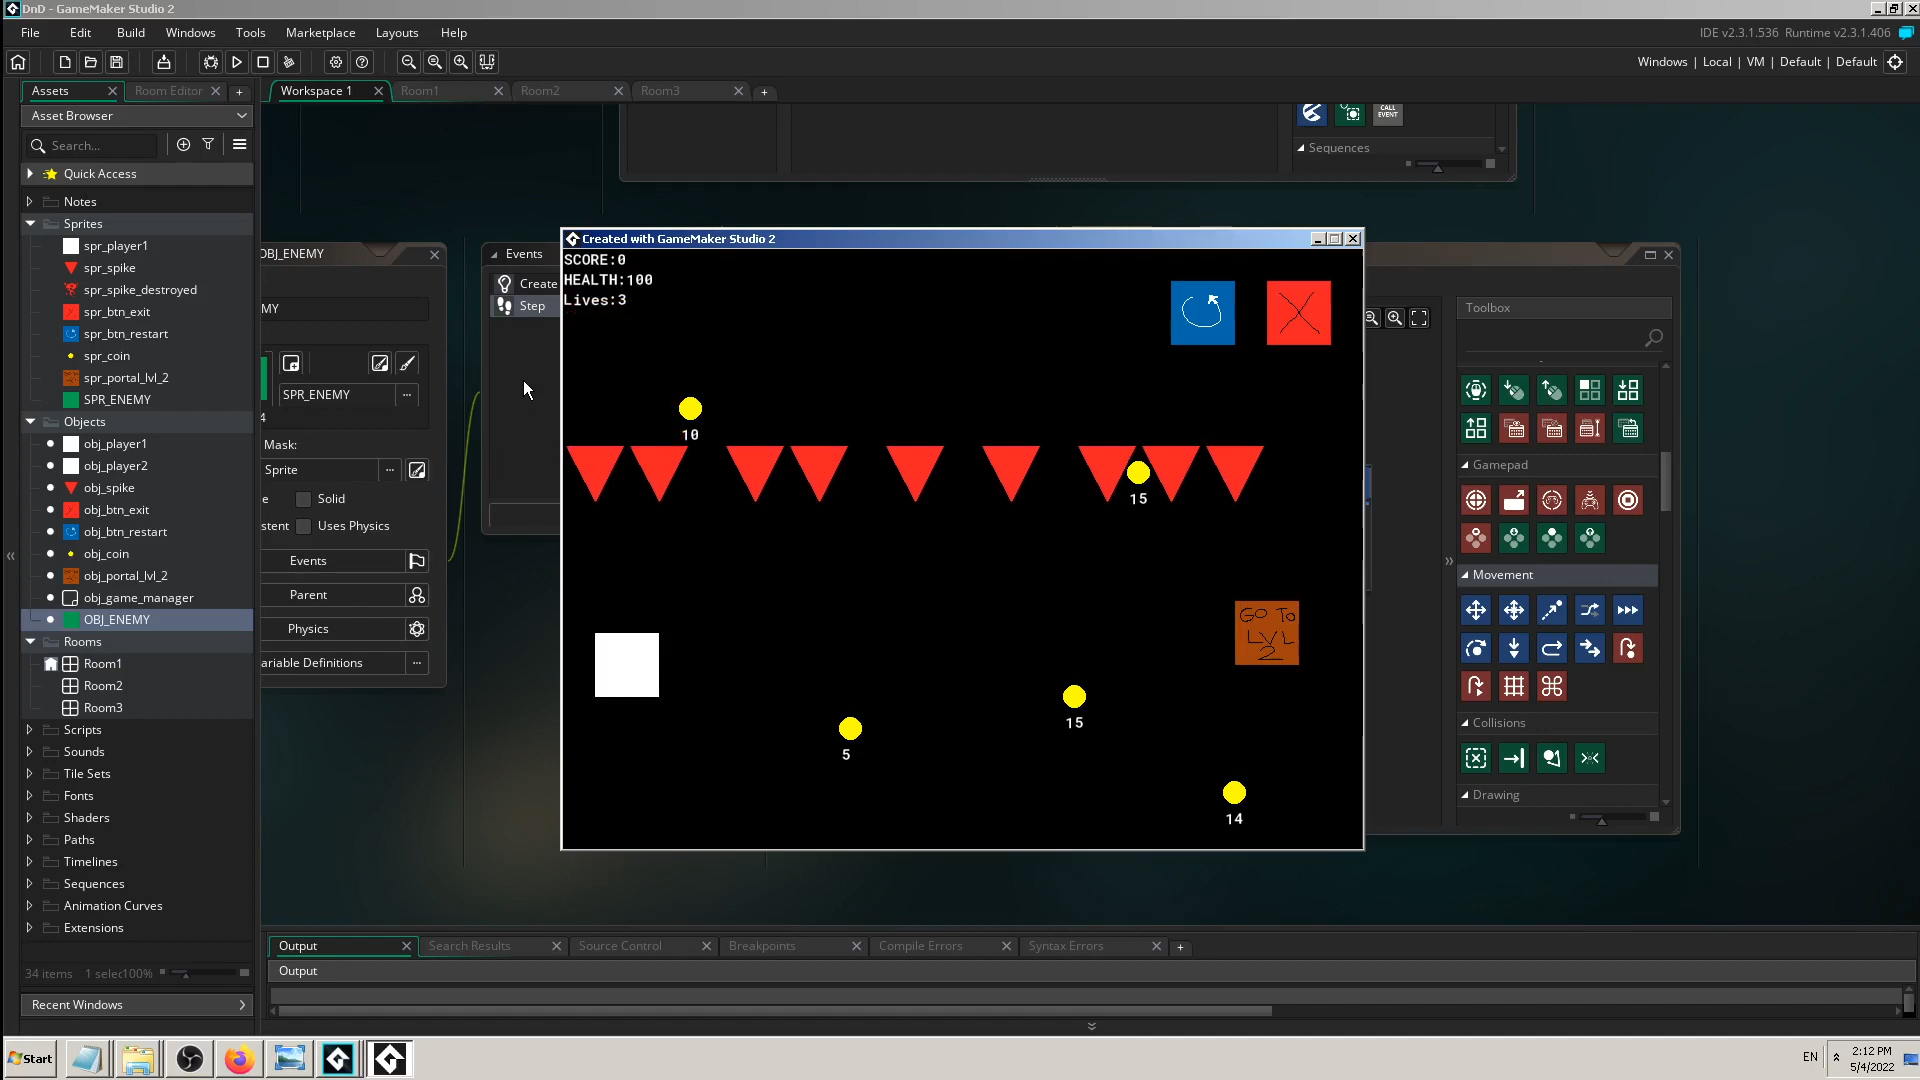 DnD - GameMaker Studio 2
File Edit Build Windows Tools Marketplace Layouts Help
IDE v2.3.1.536 Runtime v2.3.1.406
Windows | Local | VM | Default | Default
Assets Room Editor
Workspace 1 Room1 Room2 Room3
Asset Browser
Search...
Quick Access
Notes
Sprites
spr_player1
spr_spike
spr_spike_destroyed
spr_btn_exit
spr_btn_restart
spr_coin
spr_portal_lvl_2
SPR_ENEMY
Objects
obj_player1
obj_player2
obj_spike
obj_btn_exit
obj_btn_restart
obj_coin
obj_portal_lvl_2
obj_game_manager
OBJ_ENEMY
Rooms
Room1
Room2
Room3
Scripts
Sounds
Tile Sets
Fonts
Shaders
Paths
Timelines
Sequences
Animation Curves
Extensions
34 items 1 selec100%
Recent Windows
OBJ_ENEMY
MY
SPR_ENEMY
4
Mask:
Sprite
e Solid
stent Uses Physics
Events
Parent
Physics
ariable Definitions
Events
Create
Step
CALL
EVENT
Sequences
Created with GameMaker Studio 2
SCORE:0
HEALTH:100
Lives:3
10
15
GO TO
LVL
2
15
5
14
Toolbox
Gamepad
Movement
Collisions
Drawing
Output Search Results Source Control Breakpoints Compile Errors Syntax Errors
Output
Start
EN
2:12 PM
5/4/2022